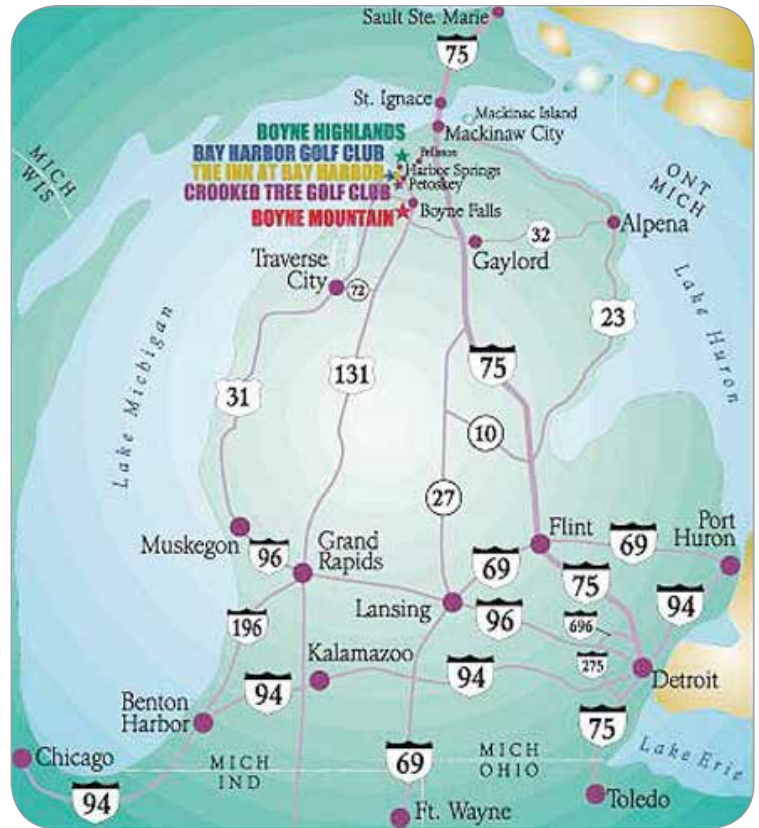 Sault Ste. Marie
75
St. Ignace
Mackinac Island
Mackinaw City
BOYNE HIGHLANDS
Pellston
BAY HARBOR GOLF CLUB
THE INN AT BAY HARBOR
Harbor Springs
CROOKED TREE GOLF CLUB
Petoskey
BOYNE MOUNTAIN
Boyne Falls
MICH
WIS
ONT
MICH
Alpena
32
Gaylord
Traverse
City
72
Lake Michigan
Lake Huron
23
75
131
31
10
27
Muskegon
96
Grand
Rapids
Flint
69
Port
Huron
69
75
94
Lansing
96
696
196
275
Kalamazoo
94
94
Detroit
Benton
Harbor
75
Lake Erie
Chicago
MICH
IND
69
MICH
OHIO
94
Ft. Wayne
Toledo